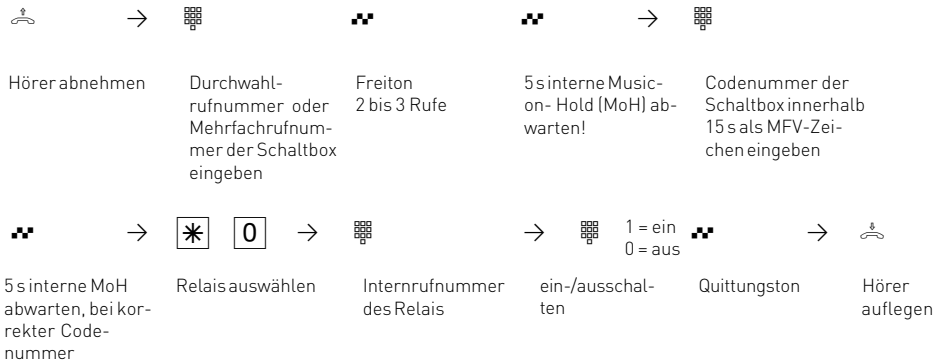 Hörer abnehmen
Durchwahl-
rufnummer oder
Mehrfachrufnum-
mer der Schaltbox
eingeben
Freiton
2 bis 3 Rufe
5 s interne Music-
on- Hold (MoH) ab-
warten!
Codenummer der
Schaltbox innerhalb
15 s als MFV-Zei-
chen eingeben
* 0
1 = ein
0 = aus
5 s interne MoH
abwarten, bei kor-
rekter Code-
nummer
Relais auswählen
Internrufnummer
des Relais
ein-/ausschal-
ten
Quittungston
Hörer
auflegen